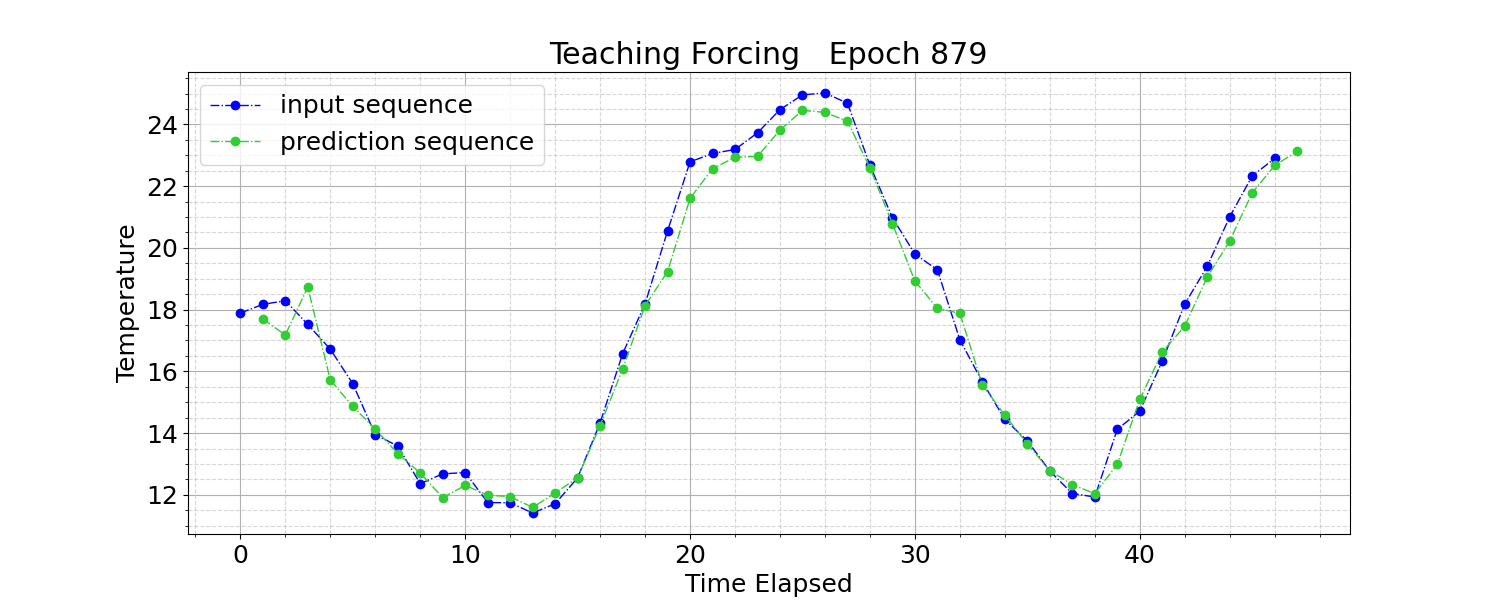 Teaching Forcing   Epoch 879
input sequence
prediction sequence
24
22
20
18
16
14
12
Temperature
0 10 20 30 40
Time Elapsed